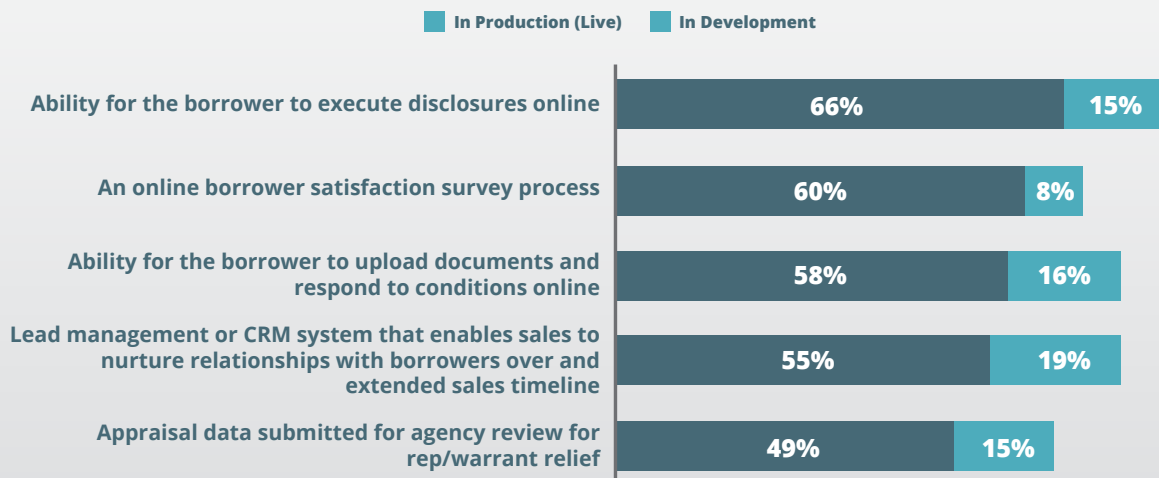 In Production (Live) In Development
Ability for the borrower to execute disclosures online 66% 15%
An online borrower satisfaction survey process 60% 8%
Ability for the borrower to upload documents and
respond to conditions online
58% 16%
Lead management or CRM system that enables sales to
nurture relationships with borrowers over and
extended sales timeline
55% 19%
Appraisal data submitted for agency review for
rep/warrant relief
49% 15%